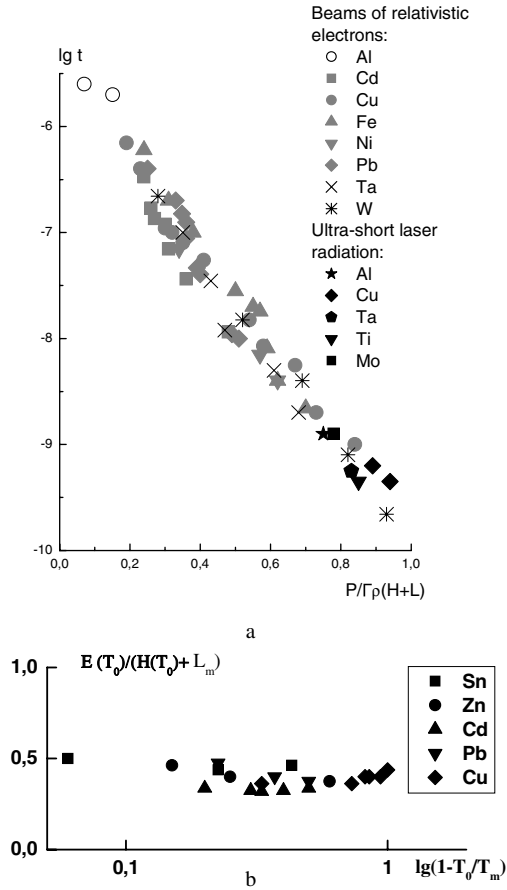 Beams of relativistic
electrons:
lg t
Al
Cd
Cu
Fe
Ni
Pb
Ta
W
Ultra-short laser
radiation:
Al
Cu
Ta
Ti
Mo
-6
-7
-8
-9
-10
0,0 0,2 0,4 0,6 0,8 1,0
P/Γρ(H+L)
a
E (T₀)/(H(T₀)+ Lₘ)
1,0
0,5
0,0
Sn
Zn
Cd
Pb
Cu
0,1 1 lg(1-T₀/Tₘ)
b